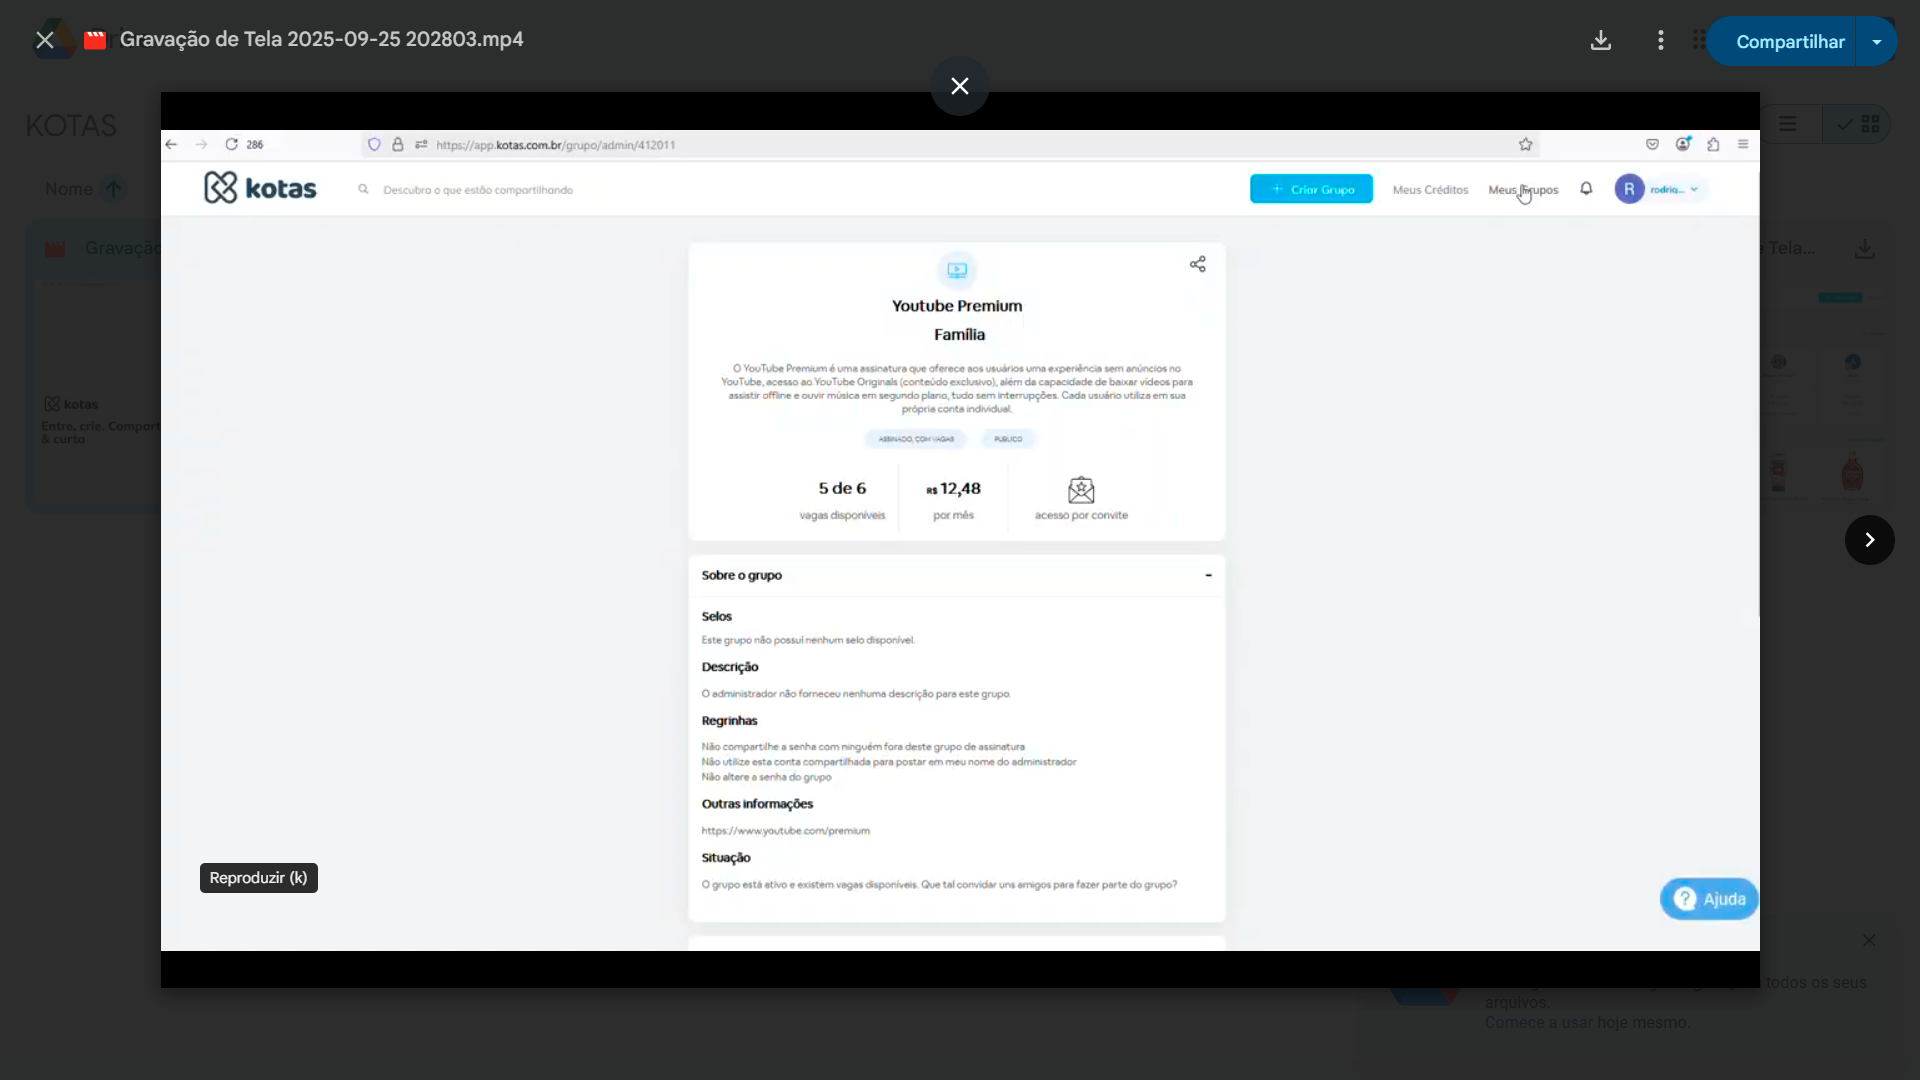 Gravação de Tela 2025-09-25 202803.mp4
Compartilhar
KOTAS
Nome
Gravação
286
https://app.kotas.com.br/grupo/admin/412011
kotas
Descubra o que estão compartilhando
+ Criar Grupo
Meus Créditos
Meus Grupos
R
rodrig...
Youtube Premium
Família
O YouTube Premium é uma assinatura que oferece aos usuários uma experiência sem anúncios no
YouTube, acesso ao YouTube Originals (conteúdo exclusivo), além da capacidade de baixar vídeos para
assistir offline e ouvir música em segundo plano, tudo sem interrupções. Cada usuário utiliza em sua
própria conta individual.
ASSINADO, COM VAGAS
PUBLICO
5 de 6
vagas disponíveis
R$ 12,48
por mês
acesso por convite
Sobre o grupo
-
Selos
Este grupo não possui nenhum selo disponível.
Descrição
O administrador não forneceu nenhuma descrição para este grupo.
Regrinhas
Não compartilhe a senha com ninguém fora deste grupo de assinatura
Não utilize esta conta compartilhada para postar em meu nome do administrador
Não altere a senha do grupo
Outras informações
https://www.youtube.com/premium
Situação
O grupo está ativo e existem vagas disponíveis. Que tal convidar uns amigos para fazer parte do grupo?
kotas
Entre, crie. Compart
& curta
e Tela...
Reproduzir (k)
Ajuda
todos os seus
arquivos.
Comece a usar hoje mesmo.